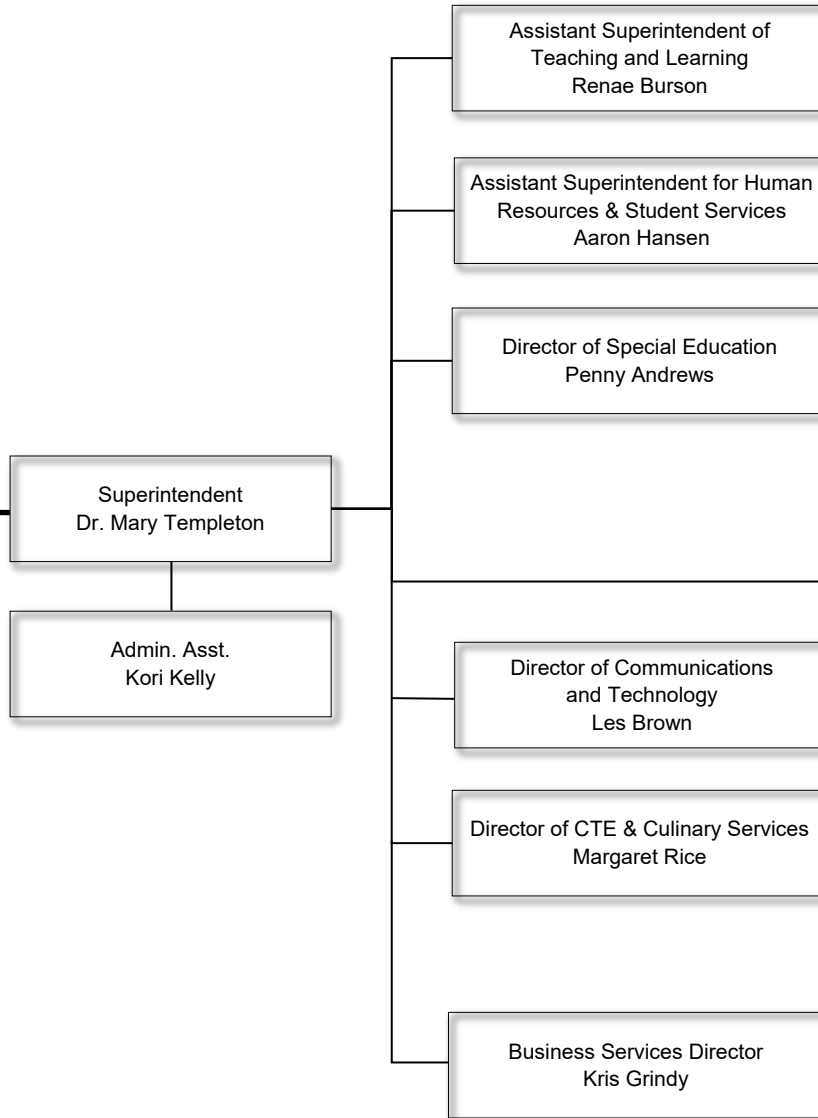 Assistant Superintendent of
Teaching and Learning
Renae Burson
Assistant Superintendent for Human
Resources & Student Services
Aaron Hansen
Director of Special Education
Penny Andrews
Superintendent
Dr. Mary Templeton
Admin. Asst.
Kori Kelly
Director of Communications
and Technology
Les Brown
Director of CTE & Culinary Services
Margaret Rice
Business Services Director
Kris Grindy